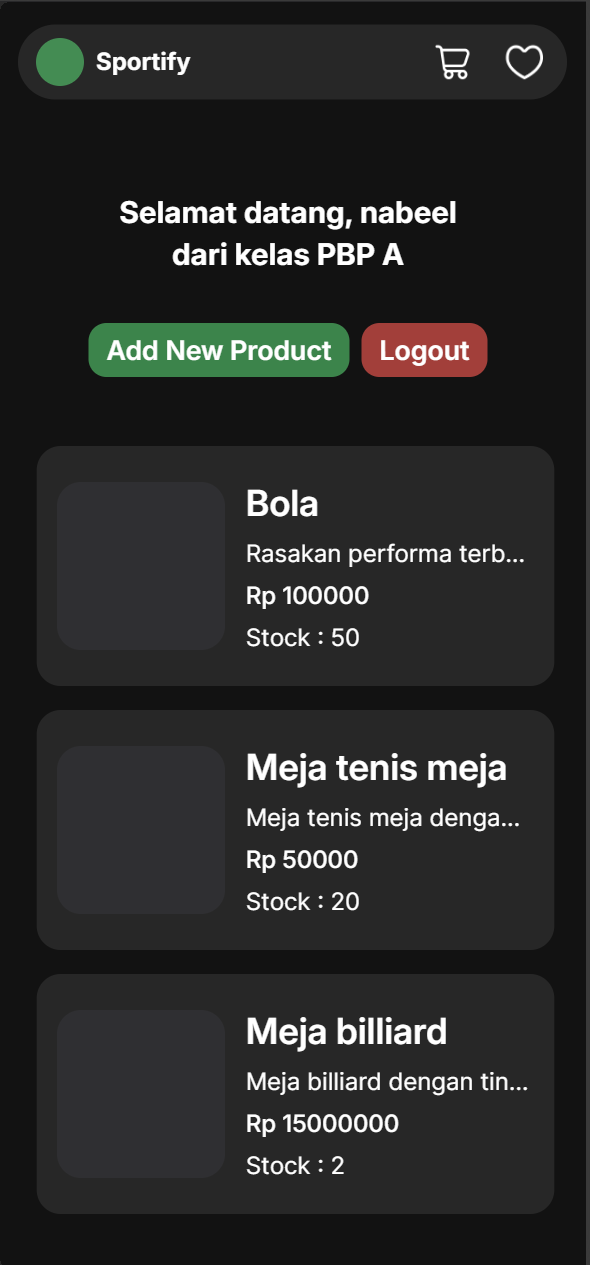 Sportify
Selamat datang, nabeel
dari kelas PBP A
Add New Product
Logout
Bola
Rasakan performa terb...
Rp 100000
Stock : 50
Meja tenis meja
Meja tenis meja denga...
Rp 50000
Stock : 20
Meja billiard
Meja billiard dengan tin...
Rp 15000000
Stock : 2